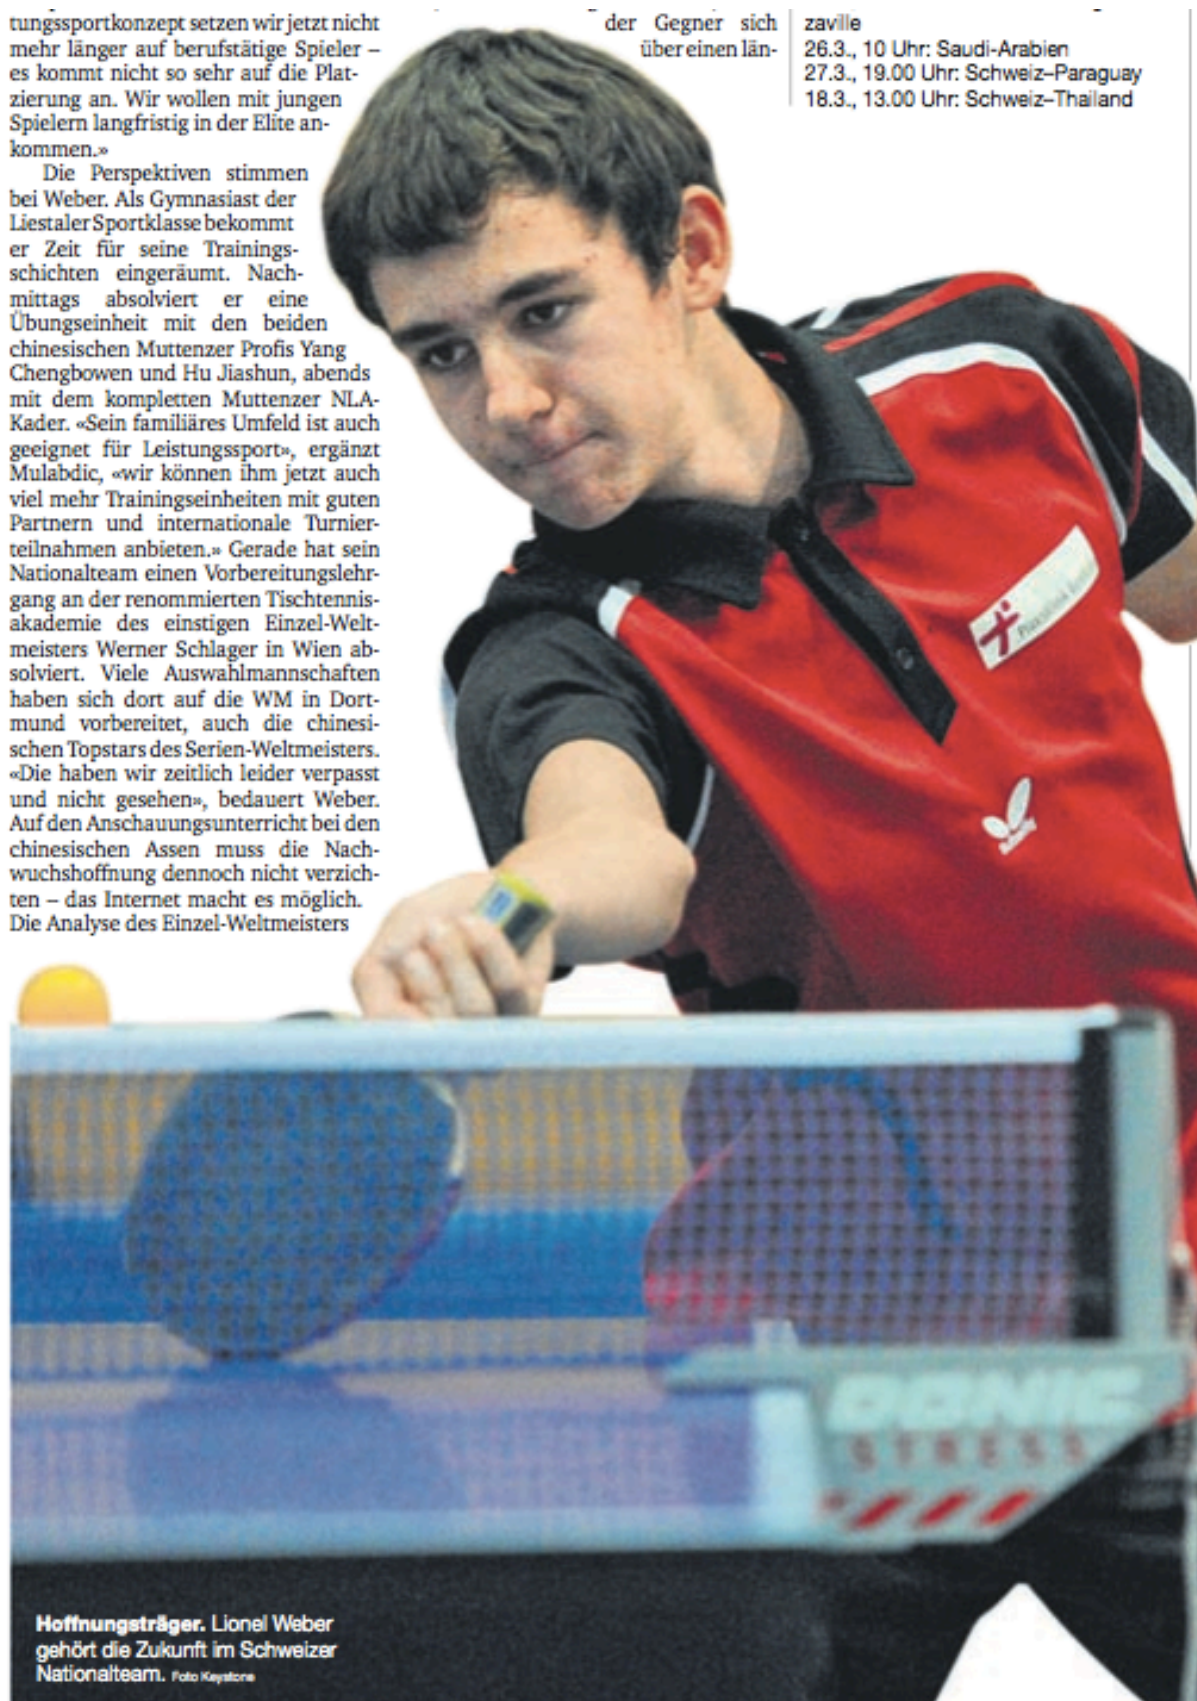 tungssportkonzept setzen wir jetzt nicht
mehr länger auf berufstätige Spieler –
es kommt nicht so sehr auf die Plat-
zierung an. Wir wollen mit jungen
Spielern langfristig in der Elite an-
kommen.»
Die Perspektiven stimmen
bei Weber. Als Gymnasiast der
Liestaler Sportklasse bekommt
er Zeit für seine Trainings-
schichten eingeräumt. Nach-
mittags absolviert er eine
Übungseinheit mit den beiden
chinesischen Muttenzer Profis Yang
Chengbowen und Hu Jiashun, abends
mit dem kompletten Muttenzer NLA-
Kader. «Sein familiäres Umfeld ist auch
geeignet für Leistungssport», ergänzt
Mulabdic, «wir können ihm jetzt auch
viel mehr Trainingseinheiten mit guten
Partnern und internationale Turnier-
teilnahmen anbieten.» Gerade hat sein
Nationalteam einen Vorbereitungslehr-
gang an der renommierten Tischtennis-
akademie des einstigen Einzel-Welt-
meisters Werner Schlager in Wien ab-
solviert. Viele Auswahlmannschaften
haben sich dort auf die WM in Dort-
mund vorbereitet, auch die chinesi-
schen Topstars des Serien-Weltmeisters.
«Die haben wir zeitlich leider verpasst
und nicht gesehen», bedauert Weber.
Auf den Anschauungsunterricht bei den
chinesischen Assen muss die Nach-
wuchshoffnung dennoch nicht verzich-
ten – das Internet macht es möglich.
Die Analyse des Einzel-Weltmeisters
der Gegner sich
über einen län-
zaville
26.3., 10 Uhr: Saudi-Arabien
27.3., 19.00 Uhr: Schweiz–Paraguay
18.3., 13.00 Uhr: Schweiz–Thailand
DONIC
STRESS
Hoffnungsträger. Lionel Weber
gehört die Zukunft im Schweizer
Nationalteam. Foto Keystone